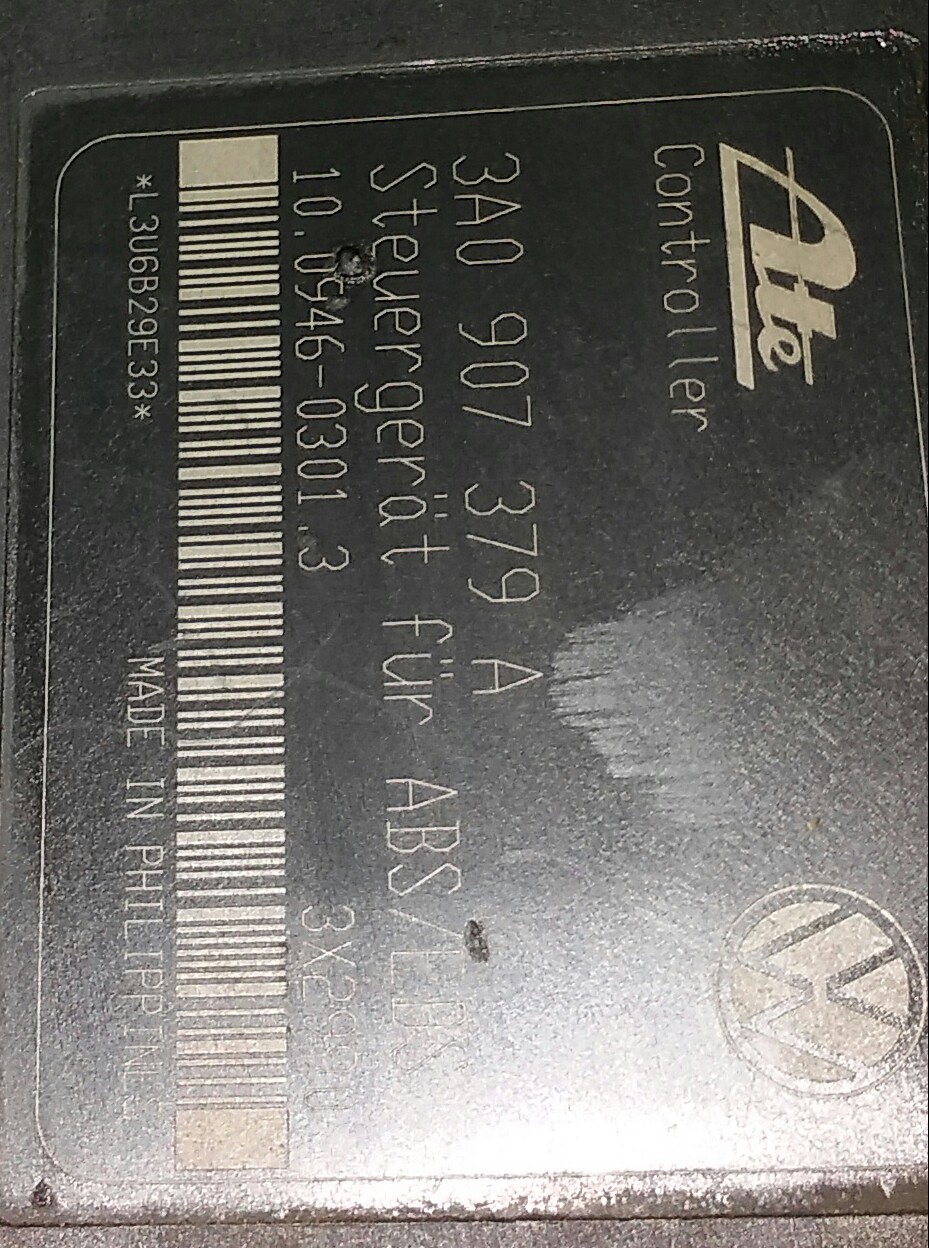 Ate
Controller
3A0 907 379 A
Steuergerät für ABS/EDS
10.0946-0301.3
*L3U6B29E33*
MADE IN PHILIPPINES